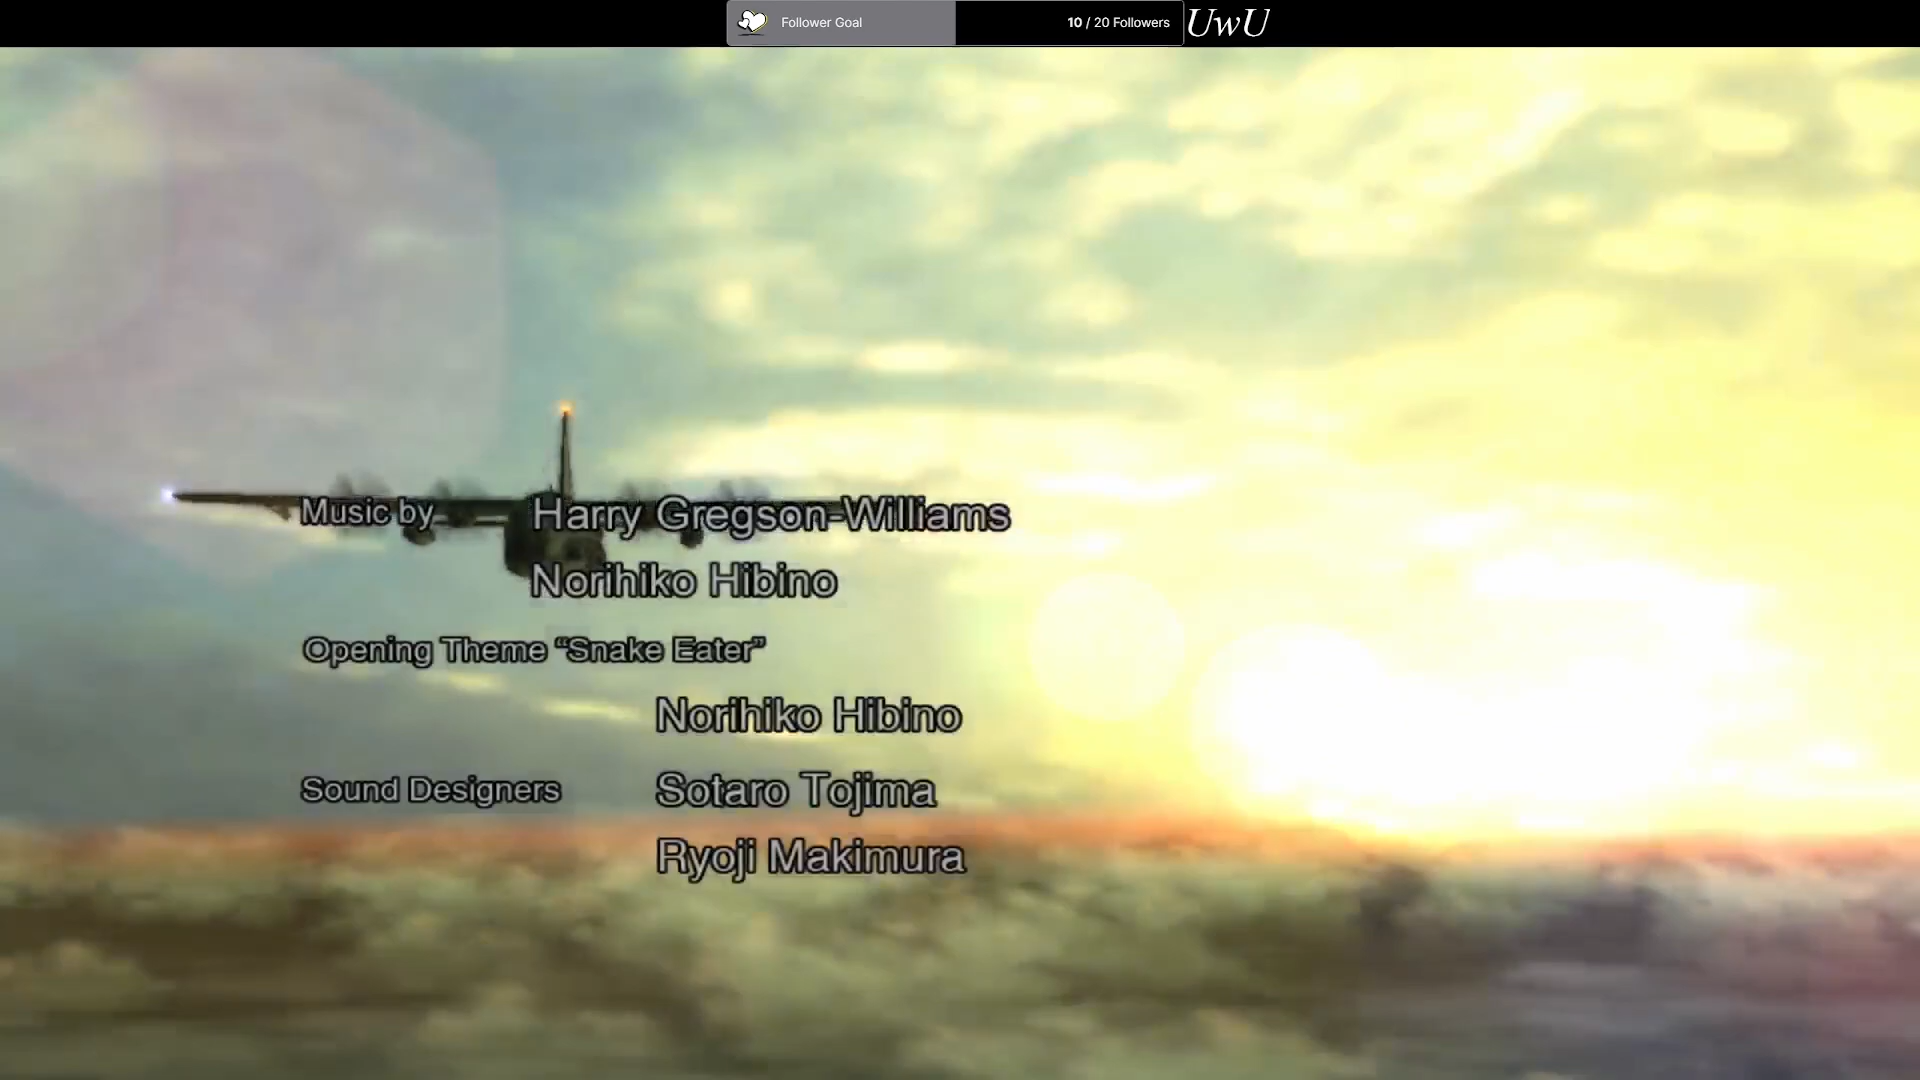 Follower Goal 10 / 20 Followers UwU
Music by Harry Gregson-Williams
Norihiko Hibino
Opening Theme “Snake Eater”
Norihiko Hibino
Sound Designers Sotaro Tojima
Ryoji Makimura